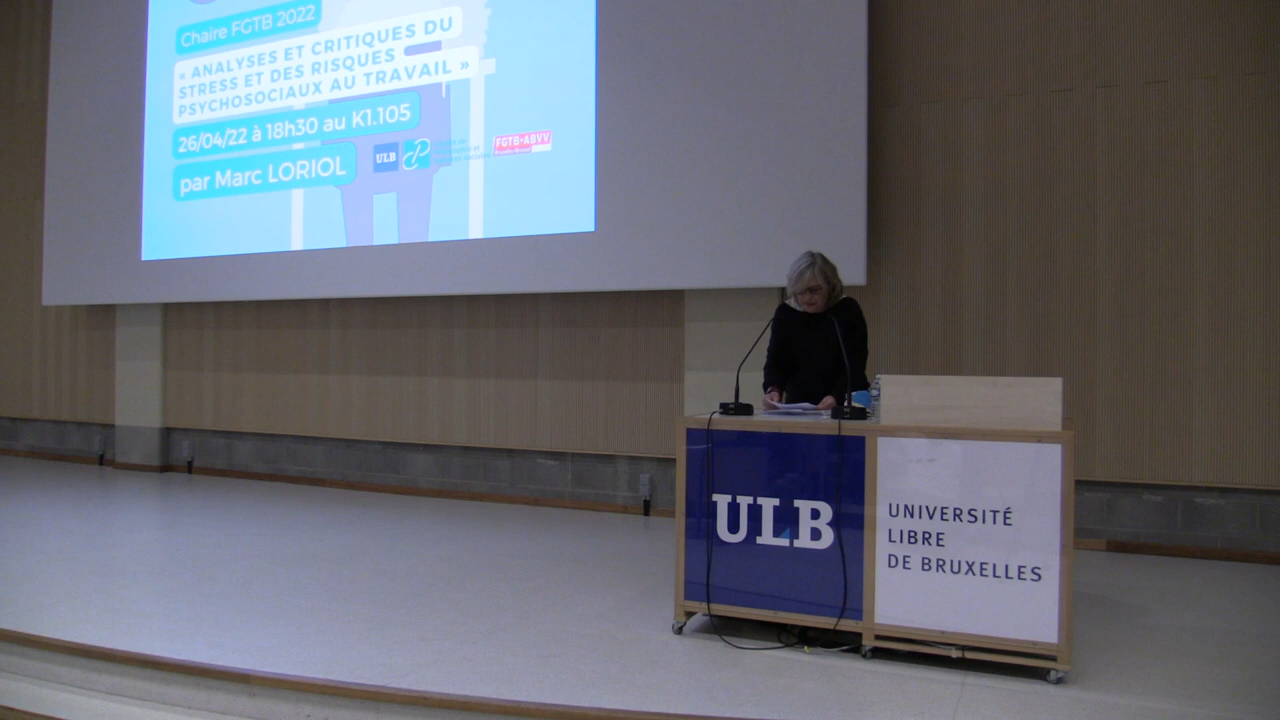 Chaire FGTB 2022
« ANALYSES ET CRITIQUES DU
STRESS ET DES RISQUES
PSYCHOSOCIAUX AU TRAVAIL »
26/04/22 à 18h30 au K1.105
par Marc LORIOL
ULB
FGTB-ABVV
ULB
UNIVERSITÉ
LIBRE
DE BRUXELLES